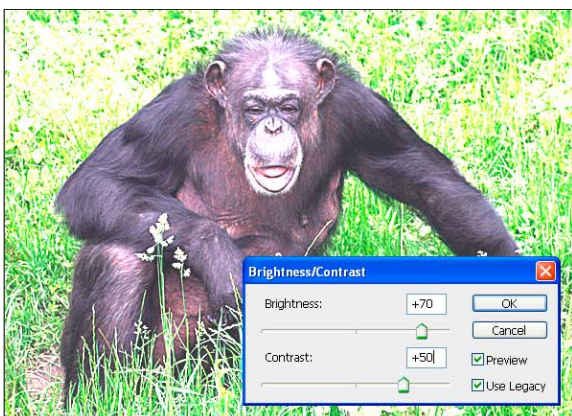 Brightness/Contrast
Brightness: +70 OK
Cancel
Contrast: +50 Preview
Use Legacy